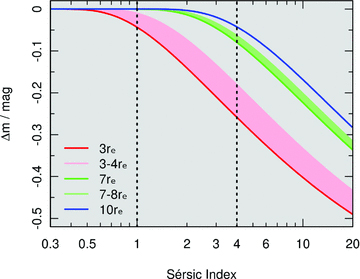 0
-0.1
-0.2
-0.3
-0.4
-0.5
Δm / mag
3re
3-4re
7re
7-8re
10re
0.3 0.5 1 2 3 4 10 20
Sérsic Index